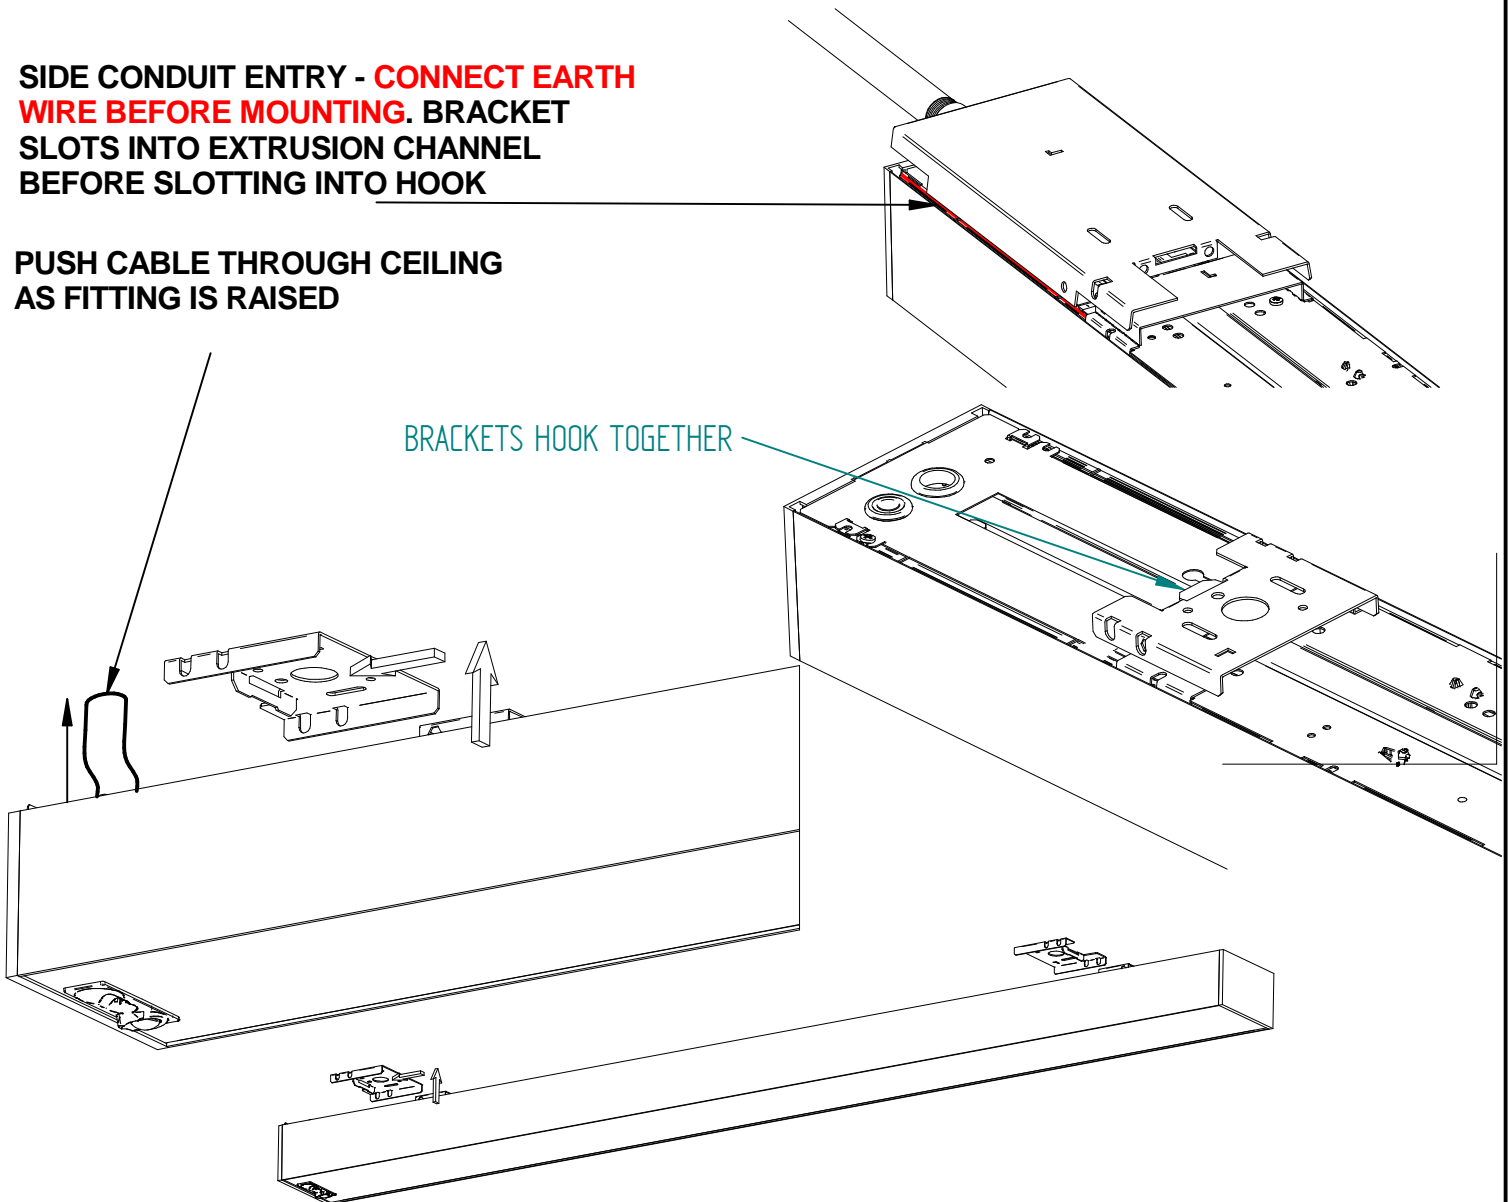 SIDE CONDUIT ENTRY - CONNECT EARTH
WIRE BEFORE MOUNTING. BRACKET
SLOTS INTO EXTRUSION CHANNEL
BEFORE SLOTTING INTO HOOK
PUSH CABLE THROUGH CEILING
AS FITTING IS RAISED
BRACKETS HOOK TOGETHER